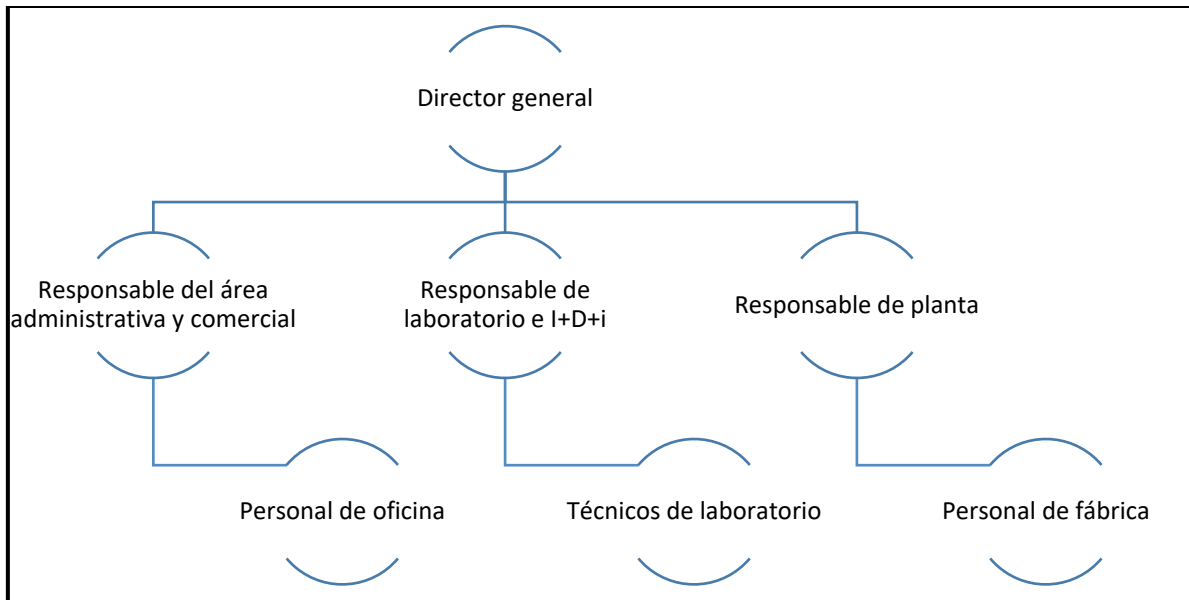 Director general
Responsable del área
administrativa y comercial
Responsable de
laboratorio e I+D+i
Responsable de planta
Personal de oficina
Técnicos de laboratorio
Personal de fábrica